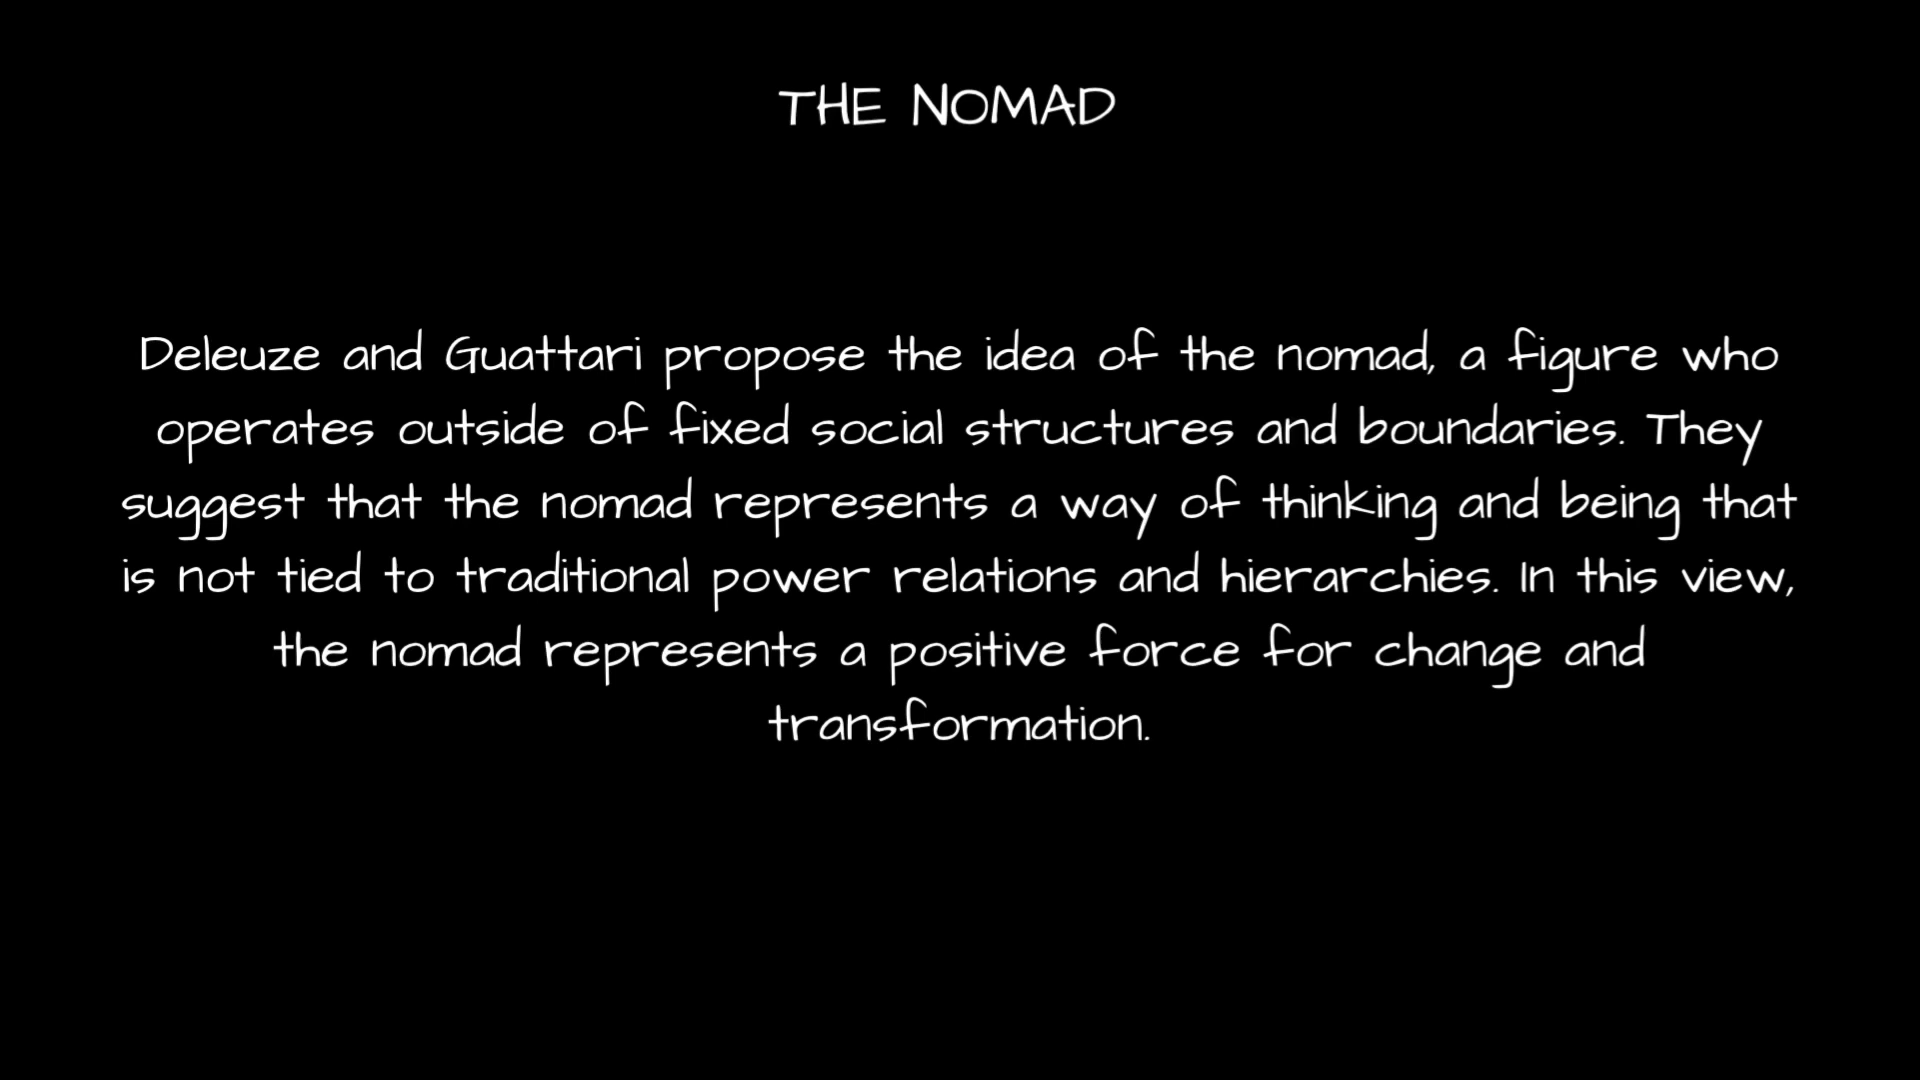 THE NOMAD
Deleuze and Guattari propose the idea of the nomad, a figure who
operates outside of fixed social structures and boundaries. They
suggest that the nomad represents a way of thinking and being that
is not tied to traditional power relations and hierarchies. In this view,
the nomad represents a positive force for change and
transformation.